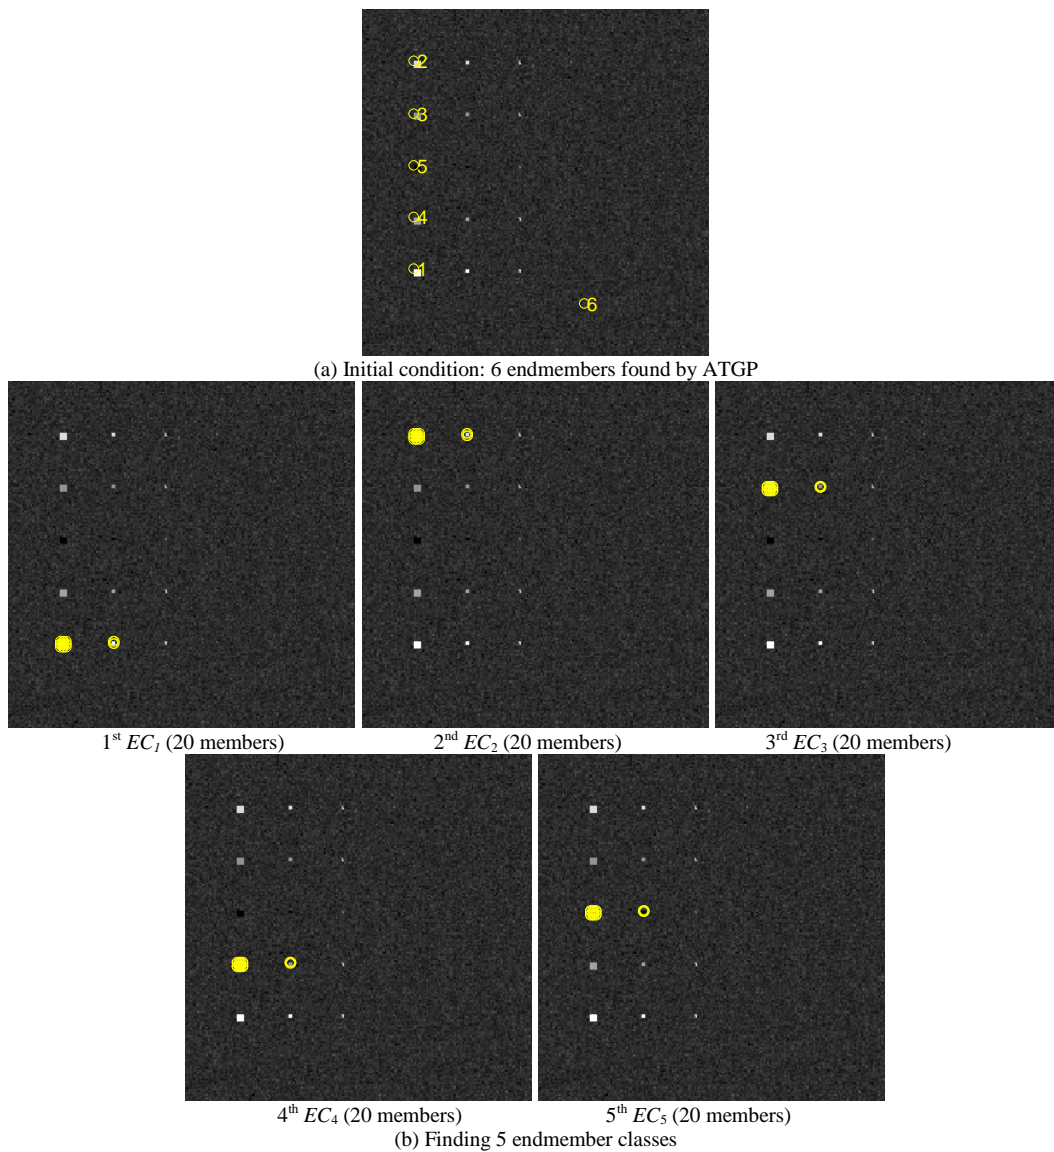 2
3
5
4
1
6
(a) Initial condition: 6 endmembers found by ATGP
1st EC1 (20 members) 2nd EC2 (20 members) 3rd EC3 (20 members)
4th EC4 (20 members) 5th EC5 (20 members)
(b) Finding 5 endmember classes